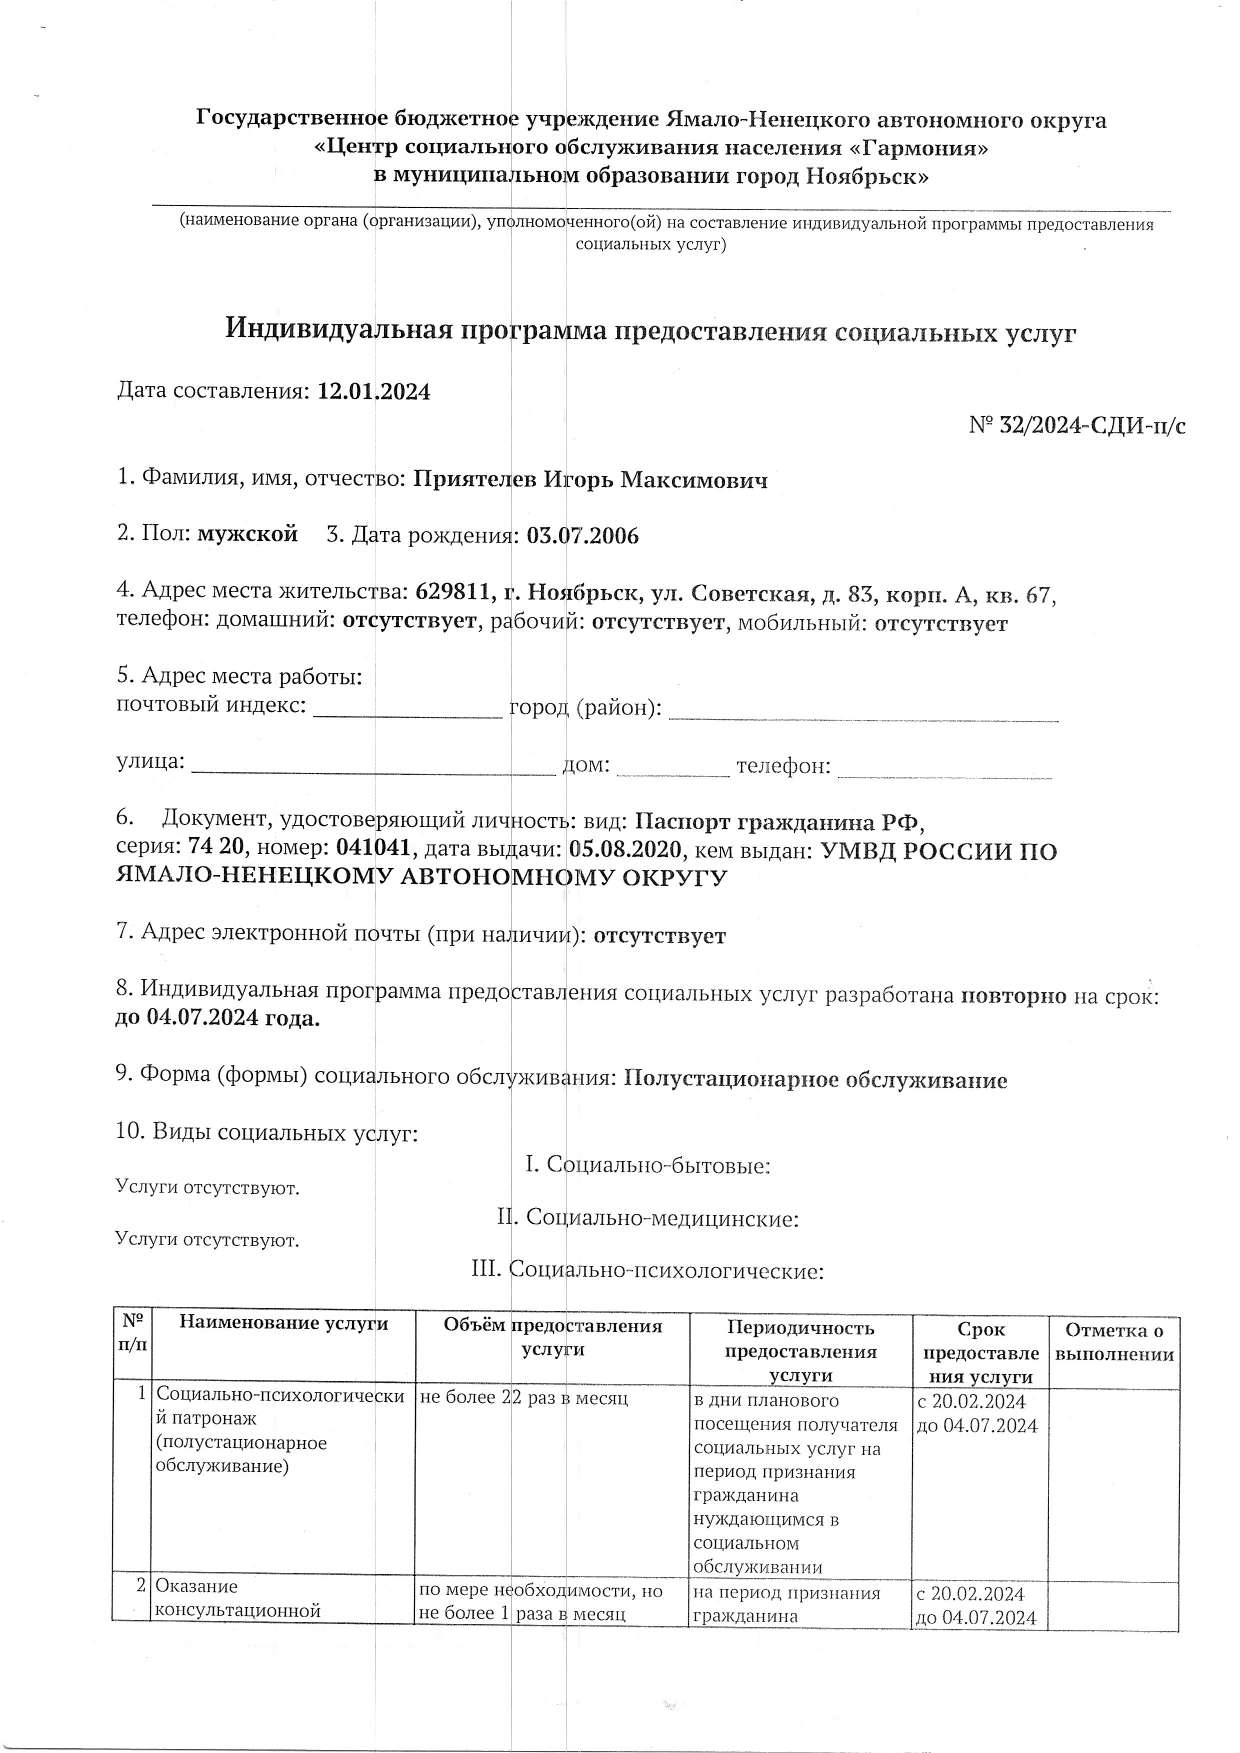 Государственное бюджетное учреждение Ямало-Ненецкого автономного округа
«Центр социального обслуживания населения «Гармония»
в муниципальном образовании город Ноябрьск»
(наименование органа (организации), уполномоченного(ой) на составление индивидуальной программы предоставления
социальных услуг)
Индивидуальная программа предоставления социальных услуг
Дата составления: 12.01.2024
№ 32/2024-СДИ-п/с
1. Фамилия, имя, отчество: Приятелев Игорь Максимович
2. Пол: мужской 3. Дата рождения: 03.07.2006
4. Адрес места жительства: 629811, г. Ноябрьск, ул. Советская, д. 83, корп. А, кв. 67,
телефон: домашний: отсутствует, рабочий: отсутствует, мобильный: отсутствует
5. Адрес места работы:
почтовый индекс: ________________ город (район): _________________________________
улица: _______________________________ дом: __________ телефон: ___________________
6. Документ, удостоверяющий личность: вид: Паспорт гражданина РФ,
серия: 74 20, номер: 041041, дата выдачи: 05.08.2020, кем выдан: УМВД РОССИИ ПО
ЯМАЛО-НЕНЕЦКОМУ АВТОНОМНОМУ ОКРУГУ
7. Адрес электронной почты (при наличии): отсутствует
8. Индивидуальная программа предоставления социальных услуг разработана повторно на срок:
до 04.07.2024 года.
9. Форма (формы) социального обслуживания: Полустационарное обслуживание
10. Виды социальных услуг:
I. Социально-бытовые:
Услуги отсутствуют.
II. Социально-медицинские:
Услуги отсутствуют.
III. Социально-психологические:
№ п/п Наименование услуги Объём предоставления услуги Периодичность предоставления услуги Срок предоставле ния услуги Отметка о выполнении
1 Социально-психологически не более 22 раз в месяц в дни планового с 20.02.2024
й патронаж посещения получателя до 04.07.2024
(полустационарное социальных услуг на
обслуживание) период признания
гражданина
нуждающимся в
социальном
обслуживании
2 Оказание по мере необходимости, но на период признания с 20.02.2024
консультационной не более 1 раза в месяц гражданина до 04.07.2024